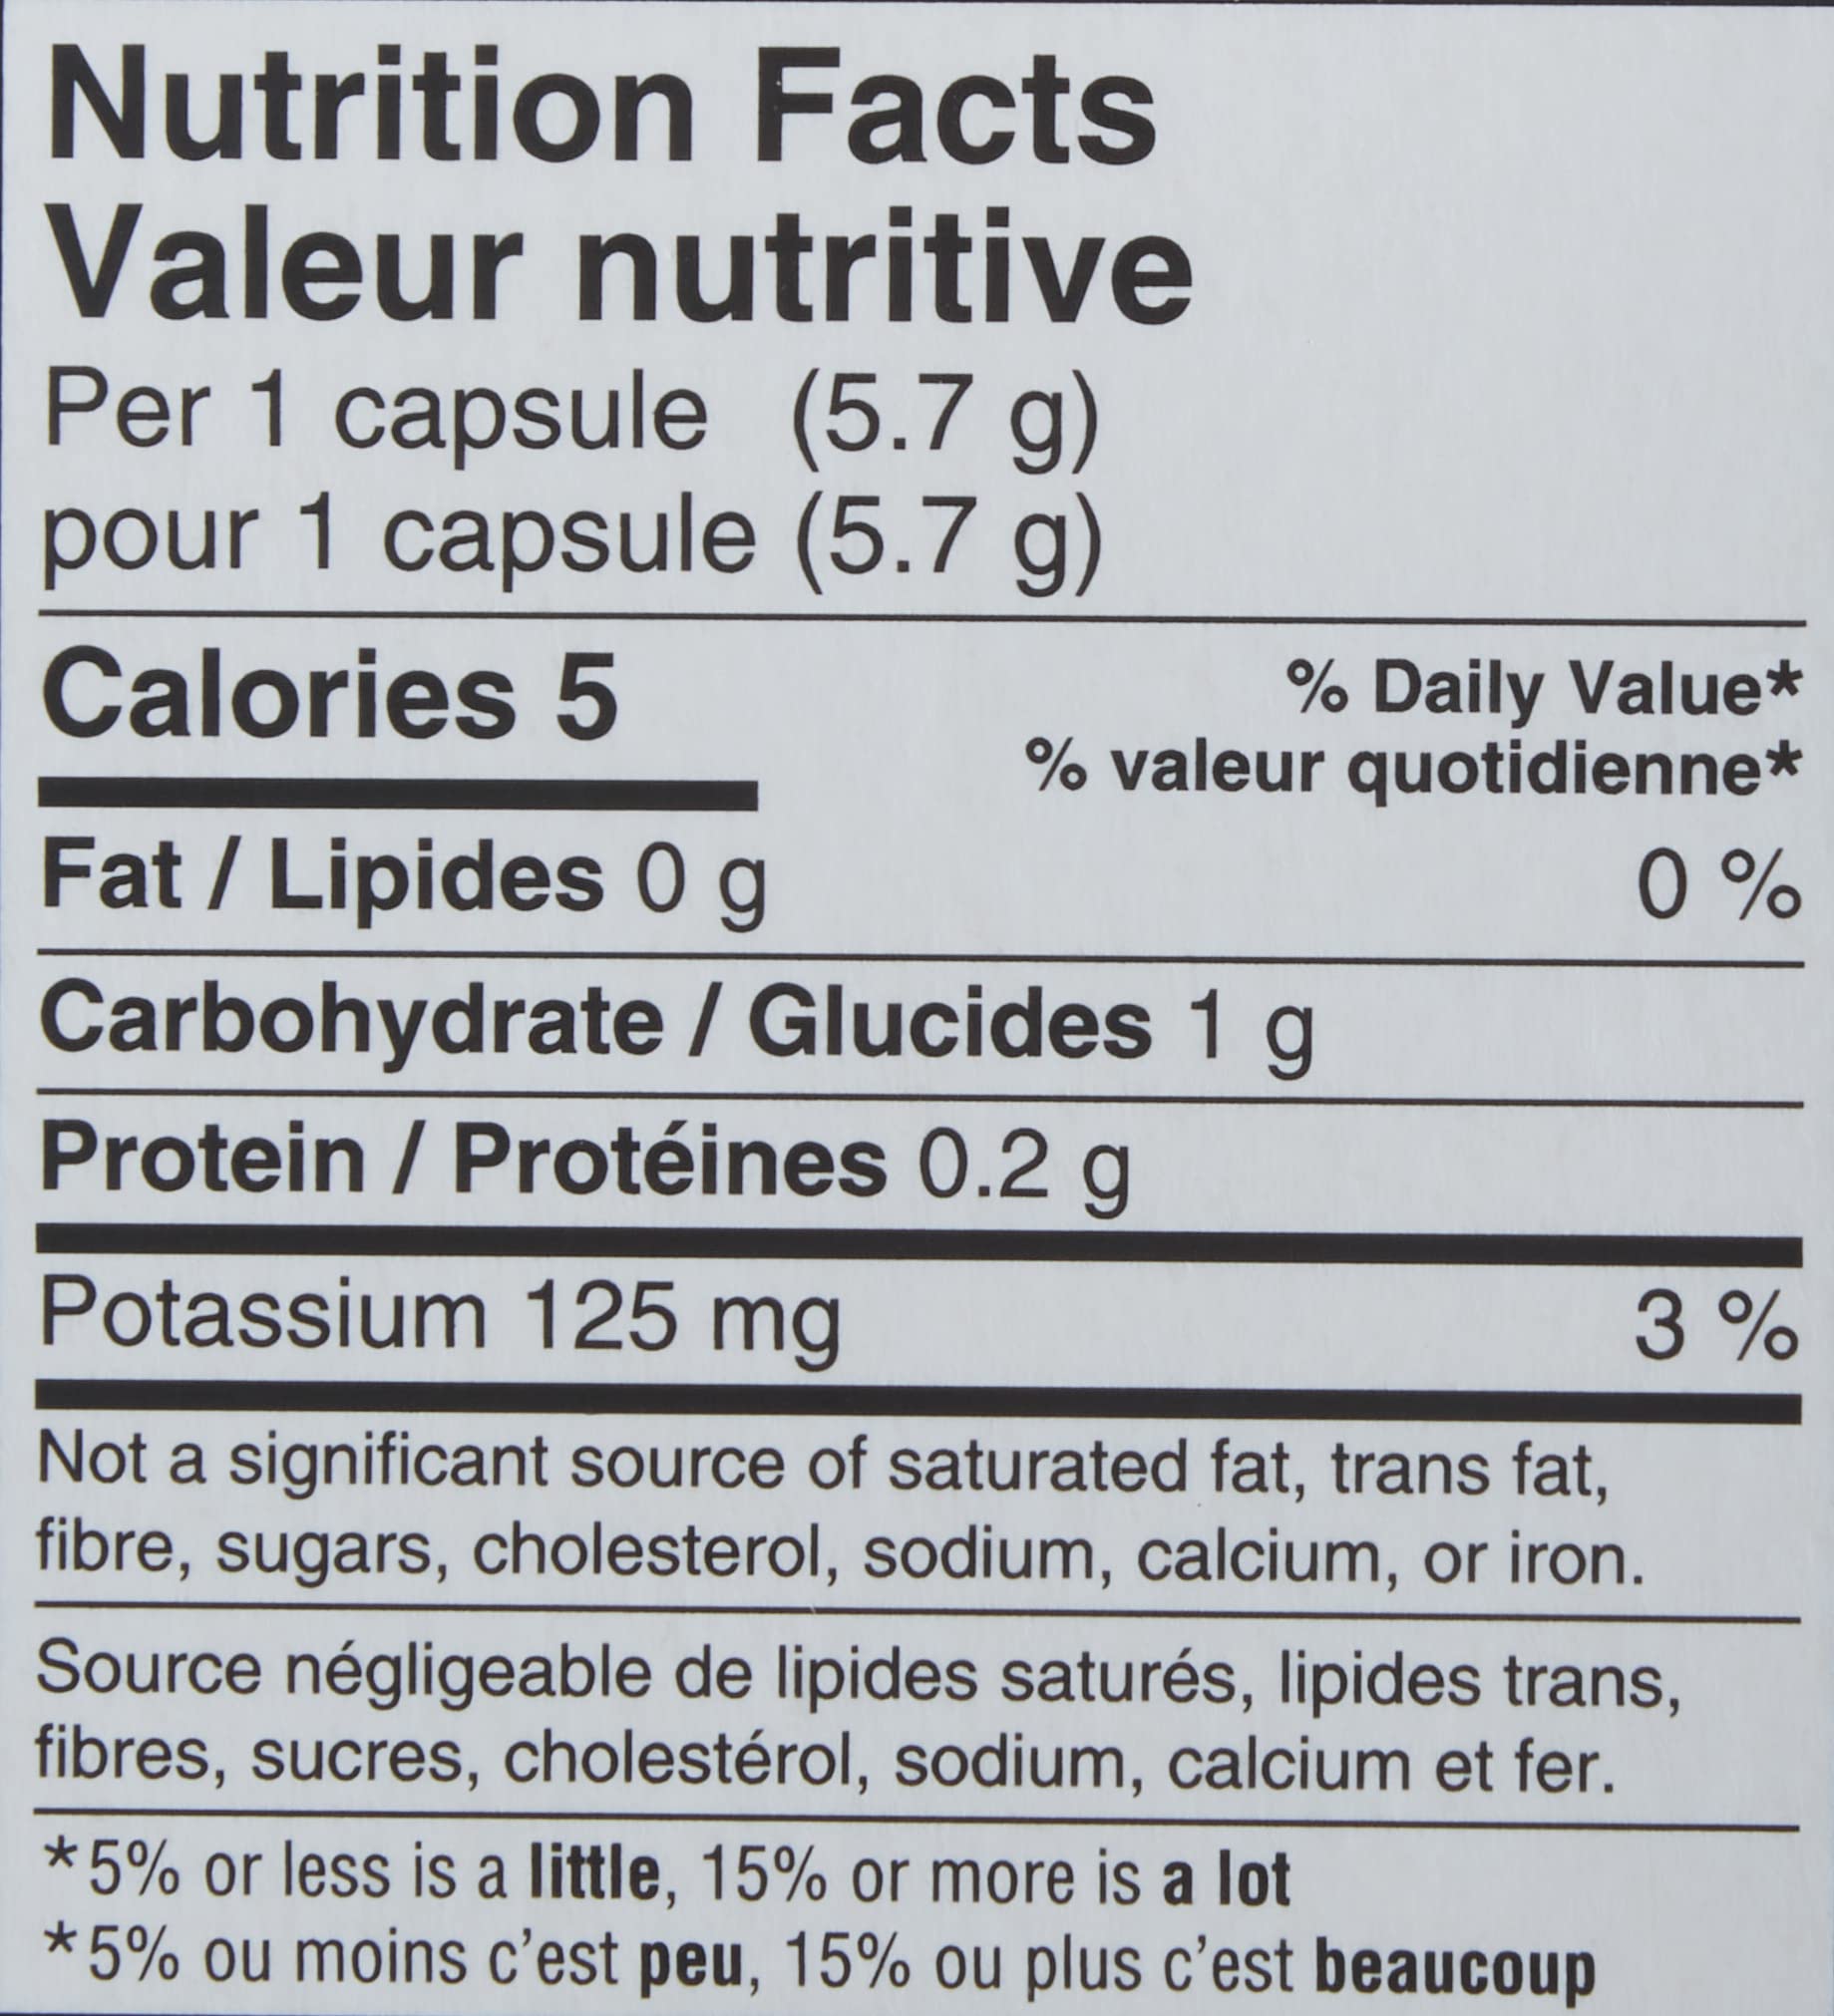 Nutrition Facts
Valeur nutritive
Per 1 capsule (5.7 g)
pour 1 capsule (5.7 g)
Calories 5
% Daily Value*
% valeur quotidienne*
Fat / Lipides 0 g 0 %
Carbohydrate / Glucides 1 g
Protein / Protéines 0.2 g
Potassium 125 mg 3 %
Not a significant source of saturated fat, trans fat,
fibre, sugars, cholesterol, sodium, calcium, or iron.
Source négligeable de lipides saturés, lipides trans,
fibres, sucres, cholestérol, sodium, calcium et fer.
*5% or less is a little, 15% or more is a lot
*5% ou moins c'est peu, 15% ou plus c'est beaucoup